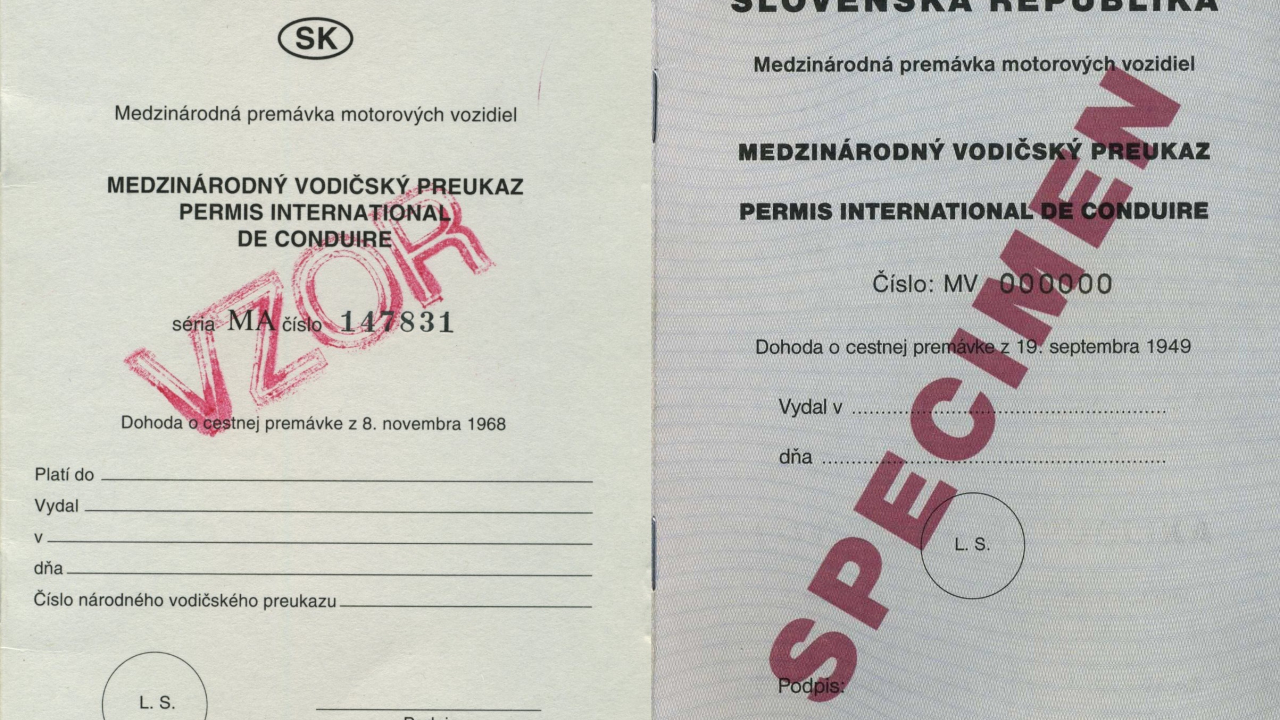 SK
Medzinárodná premávka motorových vozidiel
MEDZINÁRODNÝ VODIČSKÝ PREUKAZ
PERMIS INTERNATIONAL
DE CONDUIRE
VZOR
séria MA číslo 147831
Dohoda o cestnej premávke z 8. novembra 1968
Platí do
Vydal
v
dňa
Číslo národného vodičského preukazu
L. S.
SLOVENSKÁ REPUBLIKA
Medzinárodná premávka motorových vozidiel
MEDZINÁRODNÝ VODIČSKÝ PREUKAZ
PERMIS INTERNATIONAL DE CONDUIRE
Číslo: MV 000000
Dohoda o cestnej premávke z 19. septembra 1949
Vydal v
dňa
SPECIMEN
L. S.
Podpis: